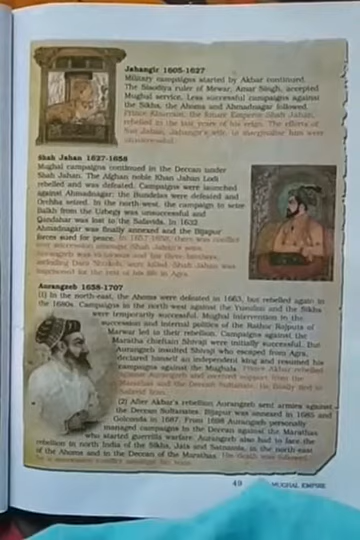 Jahangir 1605-1627
Military campaigns started by Akbar continued.
The Sisodiya ruler of Mewar, Amar Singh, accepted
Mughal service. Less successful campaigns against
the Sikhs, the Ahoms and Ahmadnagar followed.
Prince Khurram, the future Emperor Shah Jahan,
rebelled in the last years of his reign. The efforts of
Nur Jahan, Jahangir's wife, to marginalise him were
unsuccessful.
Shah Jahan 1627-1658
Mughal campaigns continued in the Deccan under
Shah Jahan. The Afghan noble Khan Jahan Lodi
rebelled and was defeated. Campaigns were launched
against Ahmadnagar; the Bundelas were defeated and
Orchha seized. In the north-west, the campaign to seize
Balkh from the Uzbegs was unsuccessful and
Qandahar was lost to the Safavids. In 1632
Ahmadnagar was finally annexed and the Bijapur
forces sued for peace. In 1657-1658, there was conflict
over succession amongst Shah Jahan's sons.
Aurangzeb was victorious and his three brothers,
including Dara Shukoh, were killed. Shah Jahan was
imprisoned for the rest of his life in Agra.
Aurangzeb 1658-1707
(1) In the north-east, the Ahoms were defeated in 1663, but rebelled again in
the 1680s. Campaigns in the north-west against the Yusufzai and the Sikhs
were temporarily successful. Mughal intervention in the
succession and internal politics of the Rathor Rajputs of
Marwar led to their rebellion. Campaigns against the
Maratha chieftain Shivaji were initially successful. But
Aurangzeb insulted Shivaji who escaped from Agra,
declared himself an independent king and resumed his
campaigns against the Mughals. Prince Akbar rebelled
against Aurangzeb and received support from the
Marathas and the Deccan Sultanates. He finally fled to
(2) After Akbar's rebellion Aurangzeb sent armies against
the Deccan Sultanates. Bijapur was annexed in 1685 and
Golconda in 1687. From 1698 Aurangzeb personally
managed campaigns in the Deccan against the Marathas
who started guerrilla warfare. Aurangzeb also had to face the
rebellion in north India of the Sikhs, Jats and Satnamis, in the north-east
of the Ahoms and in the Deccan of the Marathas. His death was followed
49
MUGHAL EMPIRE